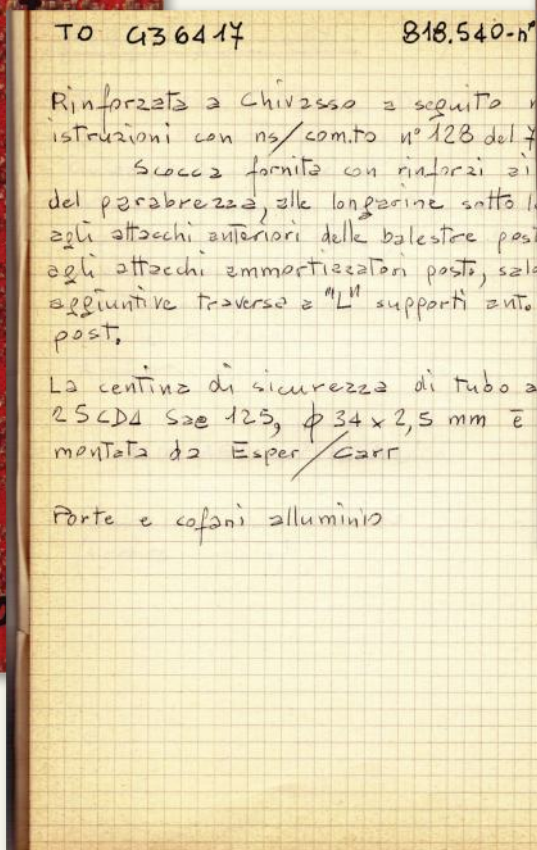 TO G36417 818.540-n°
Rinforzata a Chivasso a seguito n
istruzioni con ns/com.to n° 128 del 7
Scocca fornita con rinforzi ai
del parabrezza, alle longarine sotto l
agli attacchi anteriori delle balestre post
agli attacchi ammortizzatori post., sald
aggiuntive traversa a "L" supporti ant.
post.
La centina di sicurezza di tubo a
25CD4 Sae 125, φ 34 x 2,5 mm è
montata da Esper/Carr
Porte e cofani alluminio